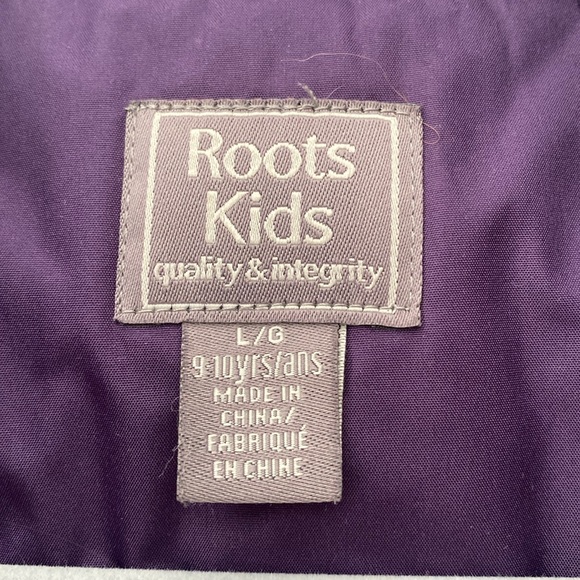 Roots
Kids
quality & integrity
L/G
9-10yrs/ans
MADE IN
CHINA/
FABRIQUÉ
EN CHINE